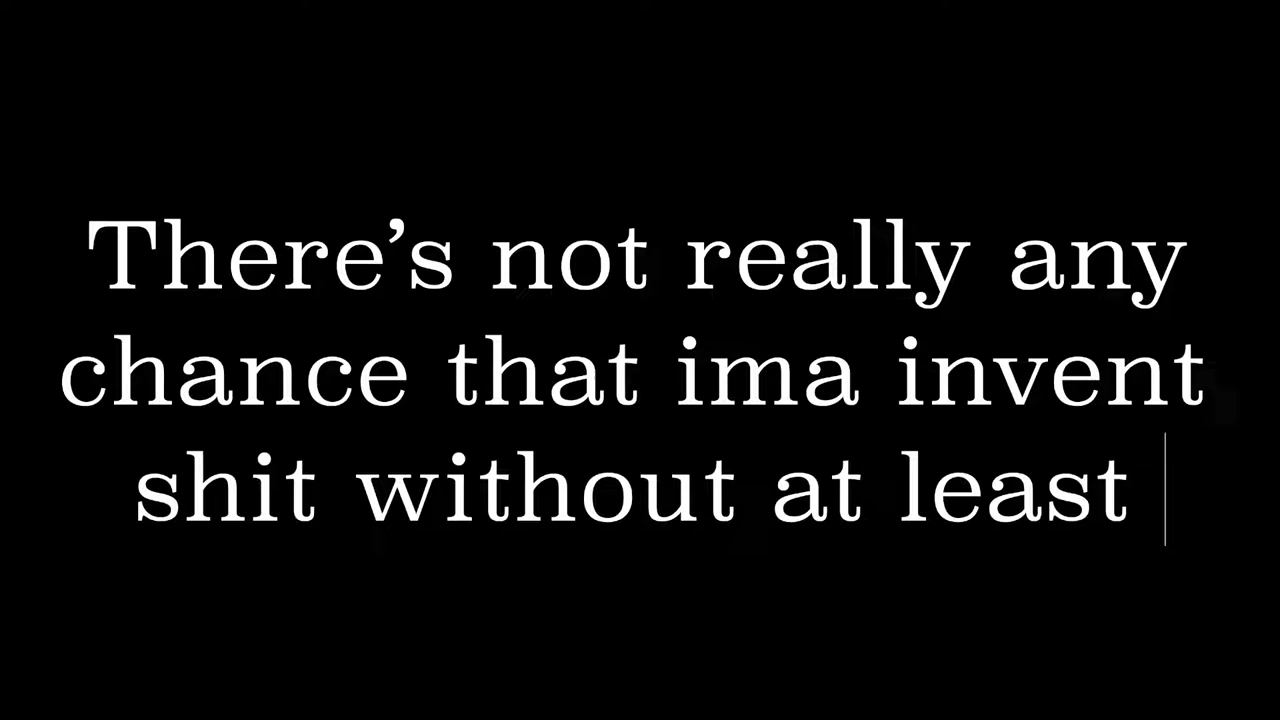 There’s not really any
chance that ima invent
shit without at least